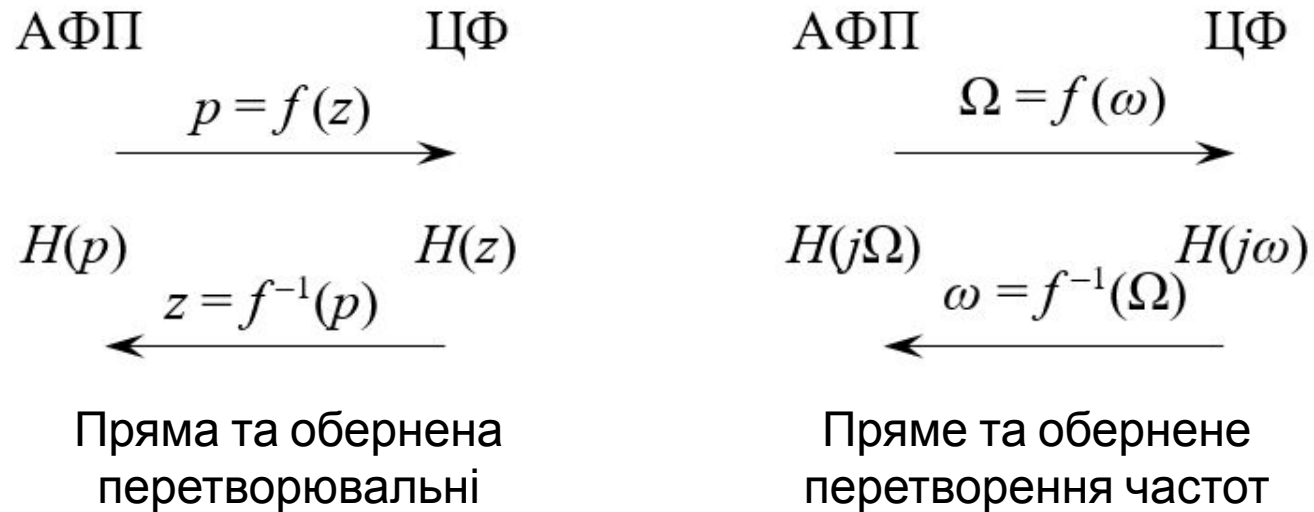 АФП ЦФ
p = f (z)
H(p) H(z)
z = f⁻¹(p)
Пряма та обернена
перетворювальні
АФП ЦФ
Ω = f (ω)
H(jΩ) H(jω)
ω = f⁻¹(Ω)
Пряме та обернене
перетворення частот